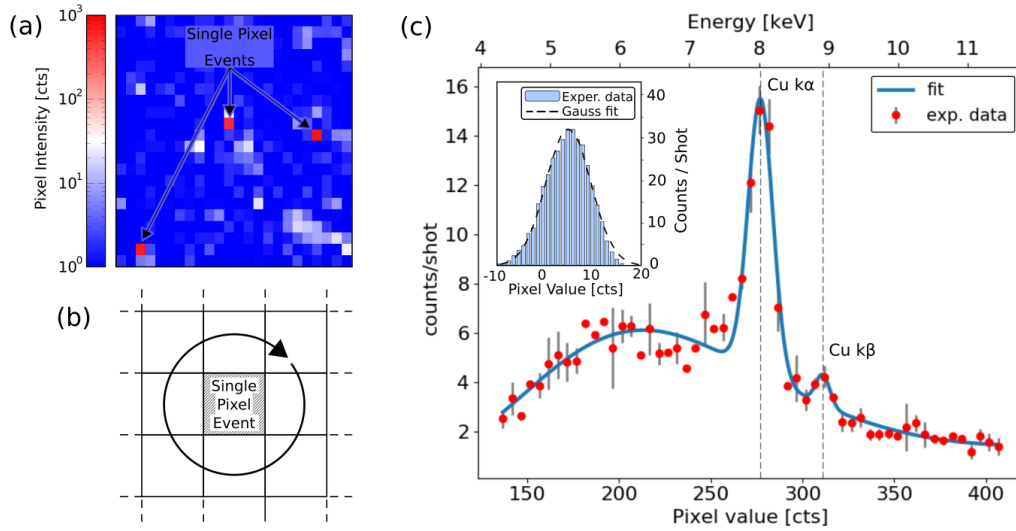 (a)
Pixel Intensity [cts]
10³
10²
10¹
10⁰
Single Pixel
Events
(b)
Single
Pixel
Event
(c)
Energy [keV]
4 5 6 7 8 9 10 11
counts/shot
16
14
12
10
8
6
4
2
Exper. data
Gauss fit
40
30
20
10
0
Counts / Shot
-10 0 10 20
Pixel Value [cts]
Cu kα
Cu kβ
fit
exp. data
150 200 250 300 350 400
Pixel value [cts]